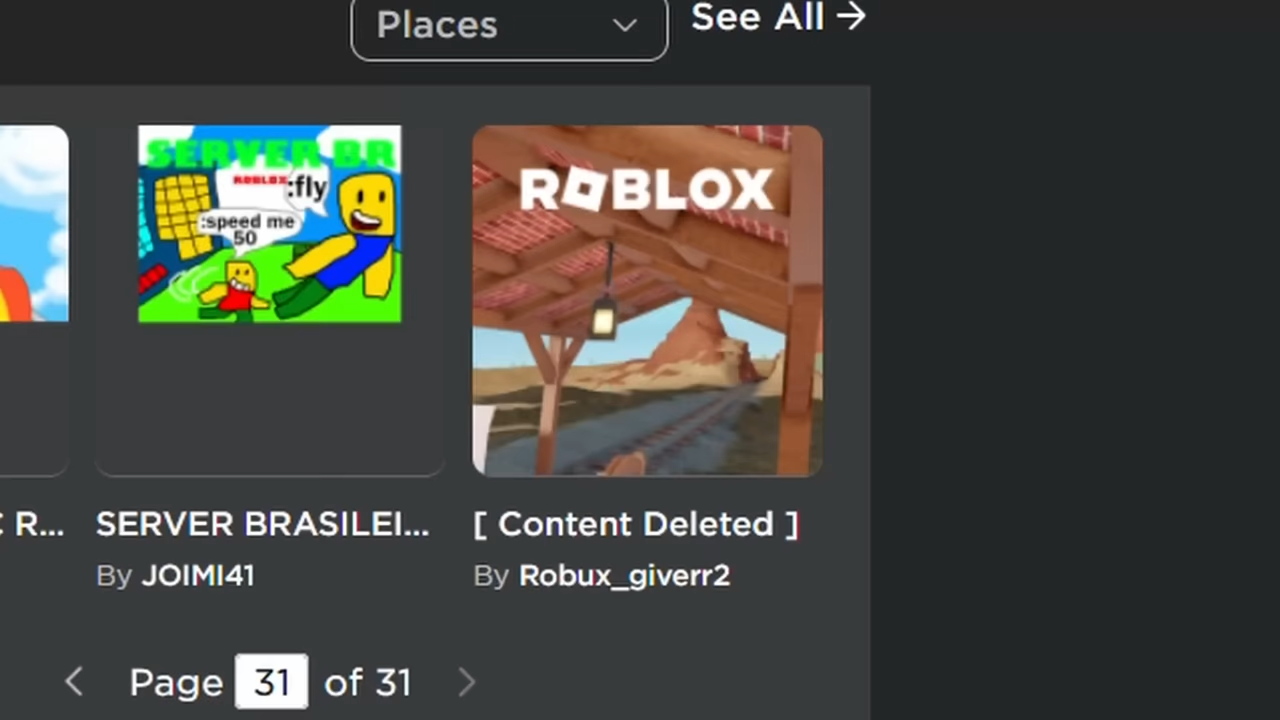 Places
See All →
SERVER BR
ROBLOX
:fly
:speed me
50
ROBLOX
R...
SERVER BRASILEI...
[ Content Deleted ]
By JOIMI41
By Robux_giverr2
Page 31 of 31